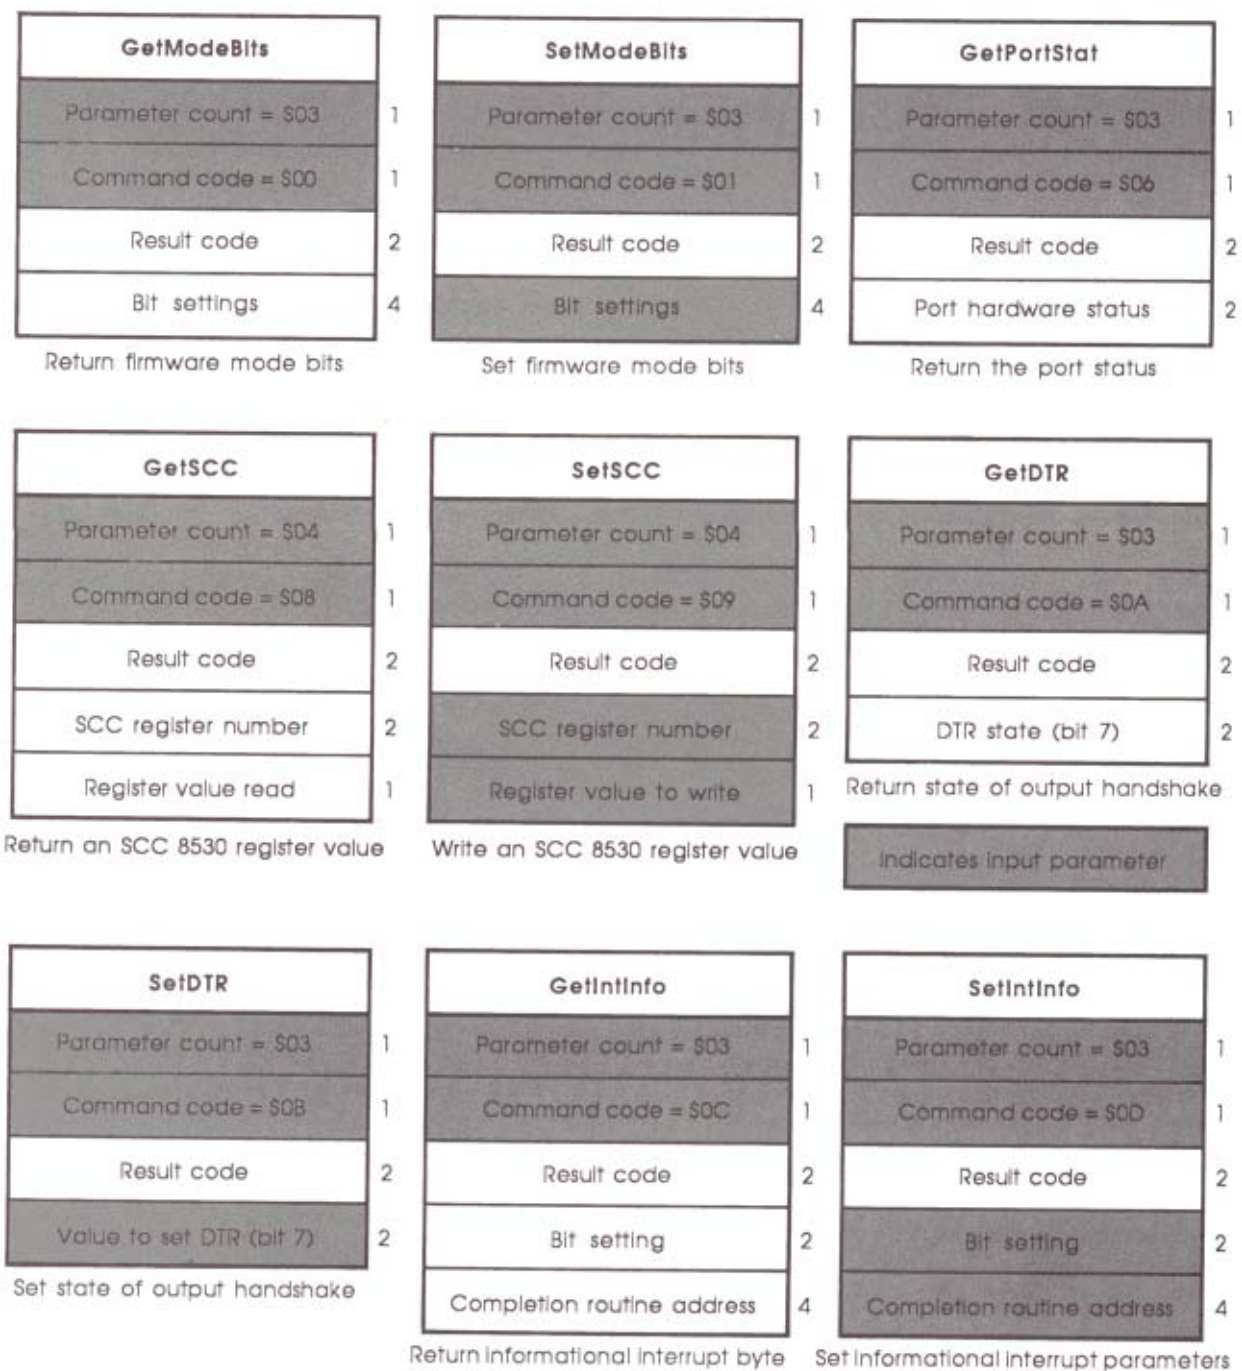 GetModeBits
Parameter count = $03 1
Command code = $00 1
Result code 2
Bit settings 4
Return firmware mode bits
SetModeBits
Parameter count = $03 1
Command code = $01 1
Result code 2
Bit settings 4
Set firmware mode bits
GetPortStat
Parameter count = $03 1
Command code = $06 1
Result code 2
Port hardware status 2
Return the port status
GetSCC
Parameter count = $04 1
Command code = $08 1
Result code 2
SCC register number 2
Register value read 1
Return an SCC 8530 register value
SetSCC
Parameter count = $04 1
Command code = $09 1
Result code 2
SCC register number 2
Register value to write 1
Write an SCC 8530 register value
GetDTR
Parameter count = $03 1
Command code = $0A 1
Result code 2
DTR state (bit 7) 2
Return state of output handshake
Indicates input parameter
SetDTR
Parameter count = $03 1
Command code = $0B 1
Result code 2
Value to set DTR (bit 7) 2
Set state of output handshake
GetIntInfo
Parameter count = $03 1
Command code = $0C 1
Result code 2
Bit setting 2
Completion routine address 4
Return informational interrupt byte
SetIntInfo
Parameter count = $03 1
Command code = $0D 1
Result code 2
Bit setting 2
Completion routine address 4
Set informational interrupt parameters